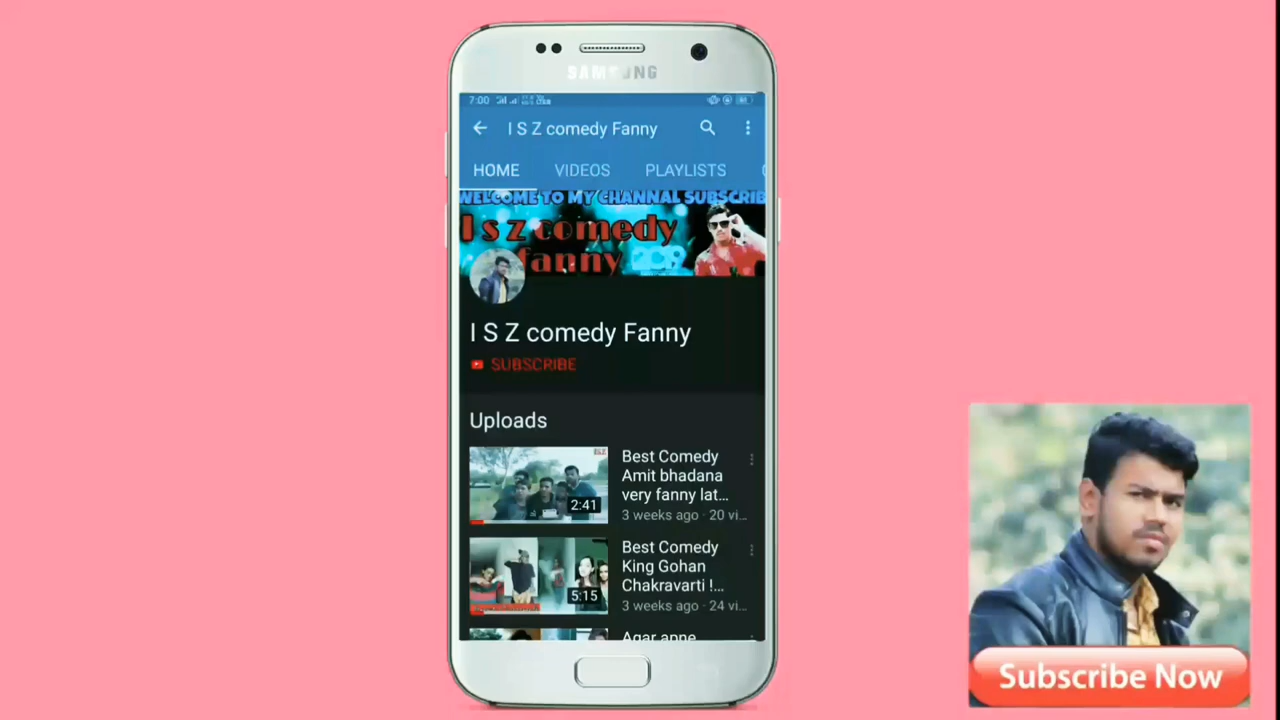 SAMSUNG
7:00
I S Z comedy Fanny
HOME VIDEOS PLAYLISTS
WELCOME TO MY CHANNAL SUBSCRIB
I s z comedy
fanny
I S Z comedy Fanny
SUBSCRIBE
Uploads
Best Comedy
Amit bhadana
very fanny lat...
2:41
3 weeks ago · 20 vi...
Best Comedy
King Gohan
Chakravarti !...
5:15
3 weeks ago · 24 vi...
Agar apne
Subscribe Now